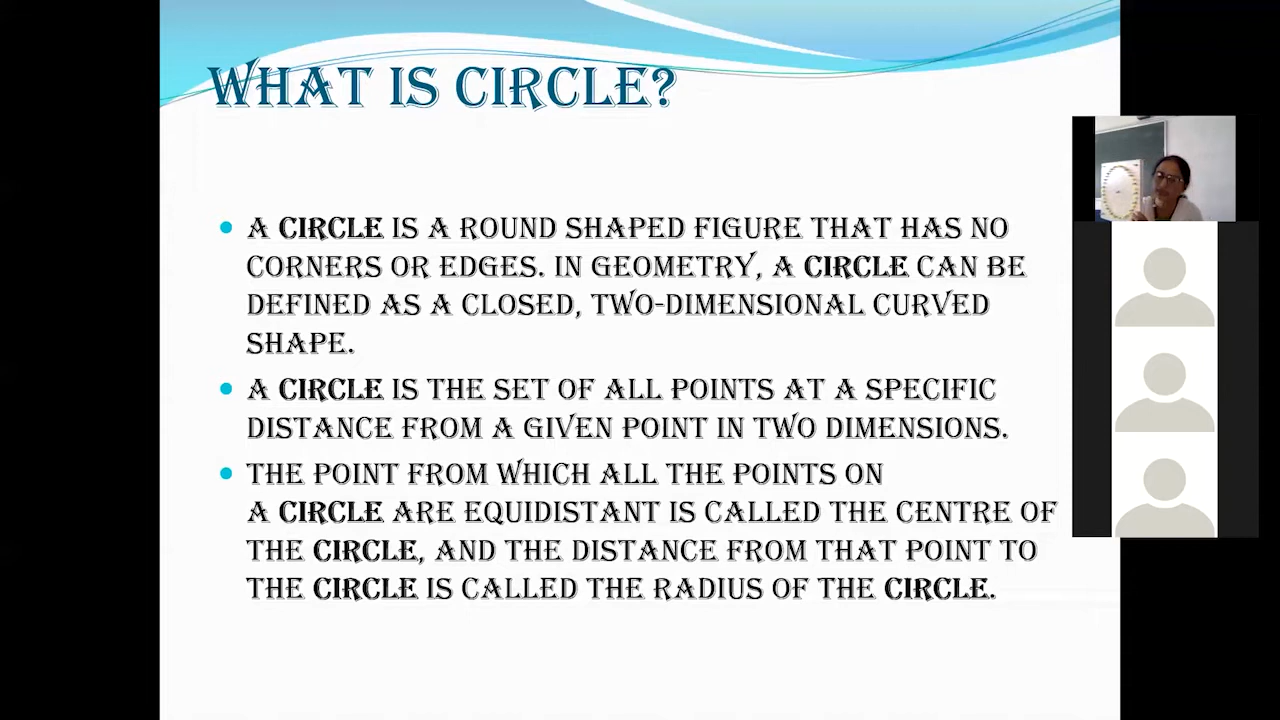 WHAT IS CIRCLE?
A CIRCLE IS A ROUND SHAPED FIGURE THAT HAS NO
CORNERS OR EDGES. IN GEOMETRY, A CIRCLE CAN BE
DEFINED AS A CLOSED, TWO-DIMENSIONAL CURVED
SHAPE.
A CIRCLE IS THE SET OF ALL POINTS AT A SPECIFIC
DISTANCE FROM A GIVEN POINT IN TWO DIMENSIONS.
THE POINT FROM WHICH ALL THE POINTS ON
A CIRCLE ARE EQUIDISTANT IS CALLED THE CENTRE OF
THE CIRCLE, AND THE DISTANCE FROM THAT POINT TO
THE CIRCLE IS CALLED THE RADIUS OF THE CIRCLE.